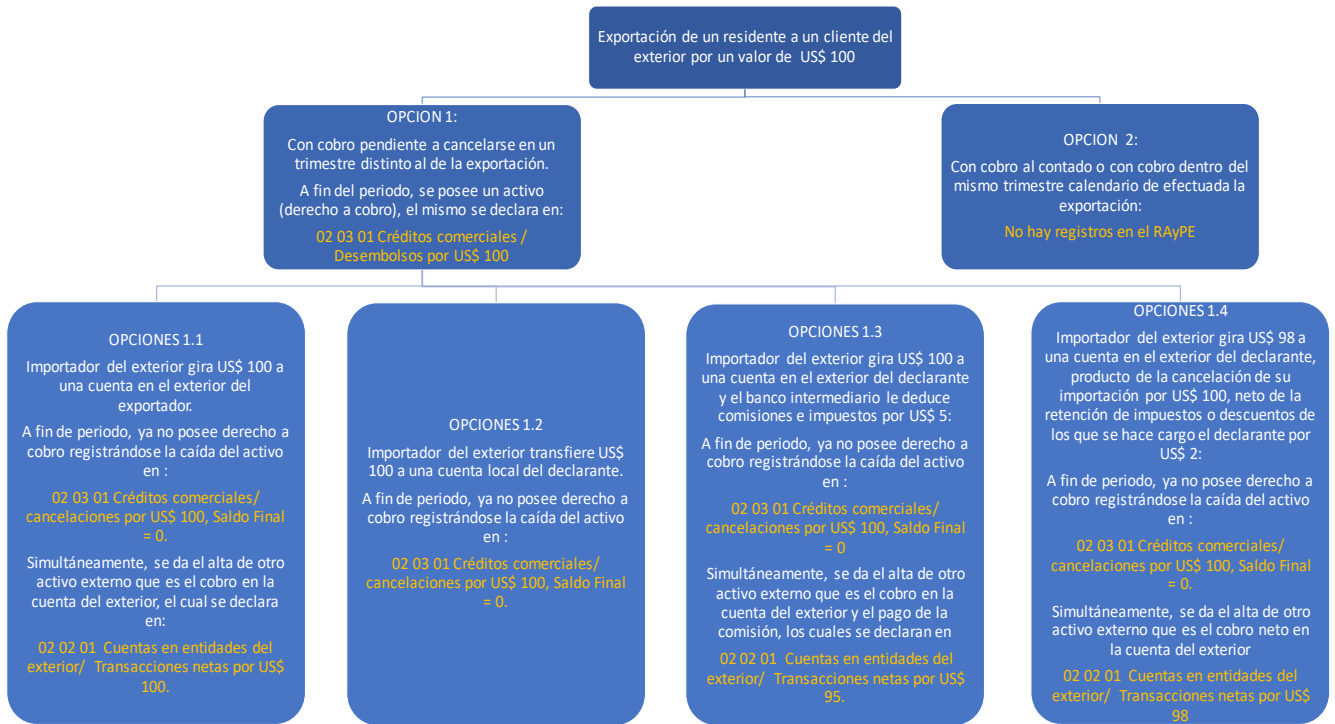 Exportación de un residente a un cliente del
exterior por un valor de US$ 100
OPCION 1:
Con cobro pendiente a cancelarse en un
trimestre distinto al de la exportación.
A fin del periodo, se posee un activo
(derecho a cobro), el mismo se declara en:
02 03 01 Créditos comerciales /
Desembolsos por US$ 100
OPCION 2:
Con cobro al contado o con cobro dentro del
mismo trimestre calendario de efectuada la
exportación:
No hay registros en el RAyPE
OPCIONES 1.1
Importador del exterior gira US$ 100 a
una cuenta en el exterior del
exportador.
A fin de periodo, ya no posee derecho a
cobro registrándose la caída del activo
en :
02 03 01 Créditos comerciales/
cancelaciones por US$ 100, Saldo Final
= 0.
Simultáneamente, se da el alta de otro
activo externo que es el cobro en la
cuenta del exterior, el cual se declara
en:
02 02 01 Cuentas en entidades del
exterior/ Transacciones netas por US$
100.
OPCIONES 1.2
Importador del exterior transfiere US$
100 a una cuenta local del declarante.
A fin de periodo, ya no posee derecho a
cobro registrándose la caída del activo
en :
02 03 01 Créditos comerciales/
cancelaciones por US$ 100, Saldo Final
= 0.
OPCIONES 1.3
Importador del exterior gira US$ 100 a
una cuenta en el exterior del declarante
y el banco intermediario le deduce
comisiones e impuestos por US$ 5:
A fin de periodo, ya no posee derecho a
cobro registrándose la caída del activo
en :
02 03 01 Créditos comerciales/
cancelaciones por US$ 100, Saldo Final
= 0
Simultáneamente, se da el alta de otro
activo externo que es el cobro en la
cuenta del exterior y el pago de la
comisión, los cuales se declaran en
02 02 01 Cuentas en entidades del
exterior/ Transacciones netas por US$
95.
OPCIONES 1.4
Importador del exterior gira US$ 98 a
una cuenta en el exterior del declarante,
producto de la cancelación de su
importación por US$ 100, neto de la
retención de impuestos o descuentos de
los que se hace cargo el declarante por
US$ 2:
A fin de periodo, ya no posee derecho a
cobro registrándose la caída del activo
en :
02 03 01 Créditos comerciales/
cancelaciones por US$ 100, Saldo Final
= 0.
Simultáneamente, se da el alta de otro
activo externo que es el cobro neto en
la cuenta del exterior
02 02 01 Cuentas en entidades del
exterior/ Transacciones netas por US$
98